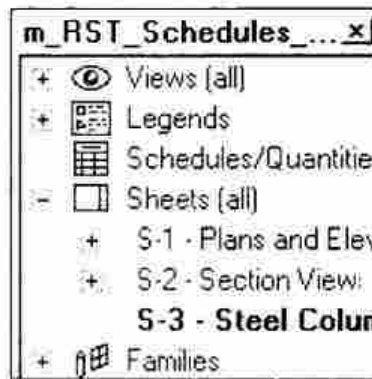 m_RST_Schedules_... x
+ Views (all)
+ Legends
Schedules/Quantitie
- Sheets (all)
+ S-1 - Plans and Elev
+ S-2 - Section View:
S-3 - Steel Colum
+ Families